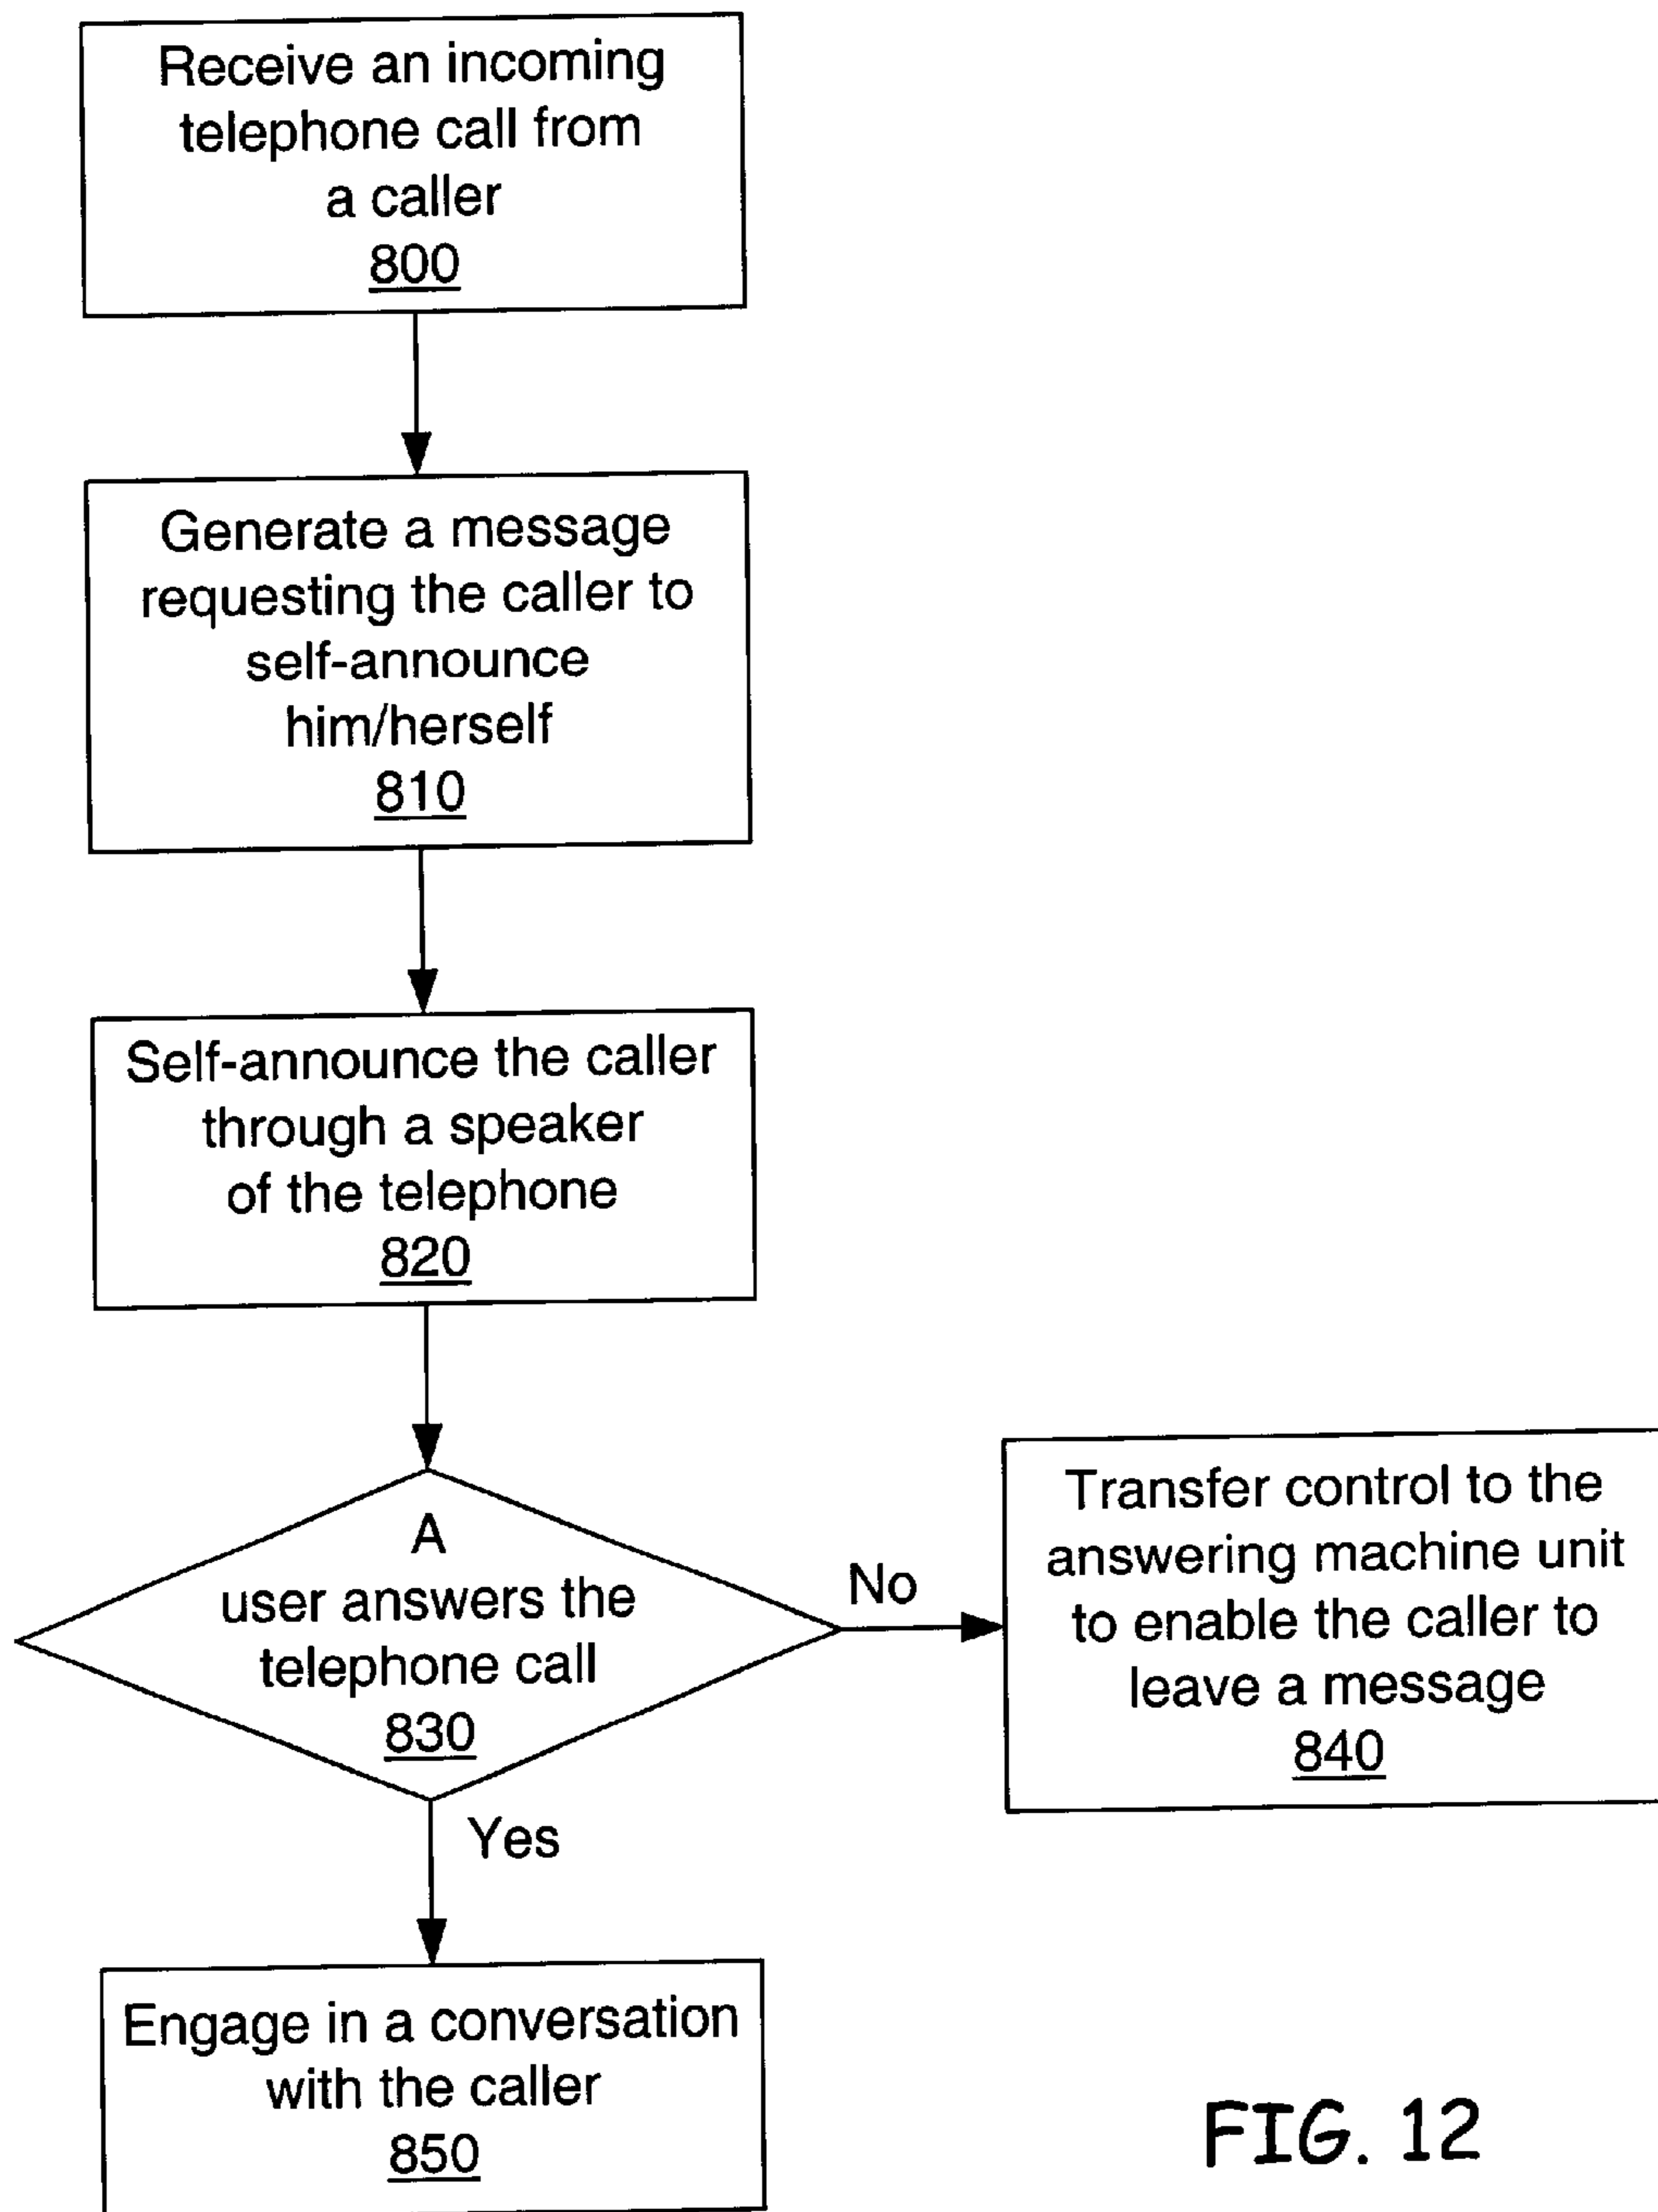 Receive an incoming
telephone call from
a caller
800
Generate a message
requesting the caller to
self-announce
him/herself
810
Self-announce the caller
through a speaker
of the telephone
820
A
user answers the
telephone call
830
No
Transfer control to the
answering machine unit
to enable the caller to
leave a message
840
Yes
Engage in a conversation
with the caller
850
FIG. 12